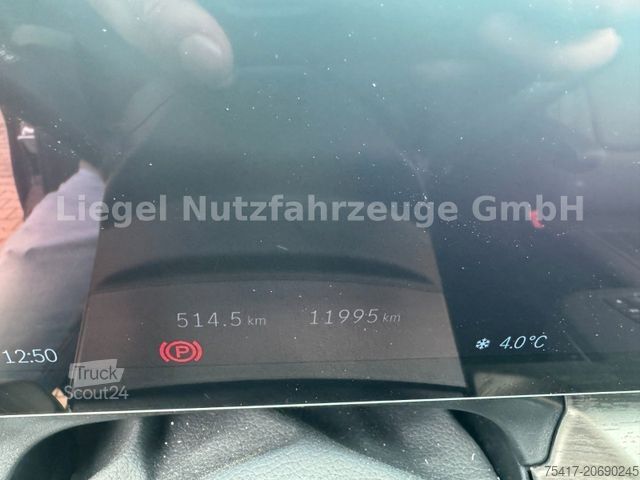 Liegel Nutzfahrzeuge GmbH
514.5 km 11995 km
12:50 P ❄ 4.0°C
Truck
Scout24
75417-20690245